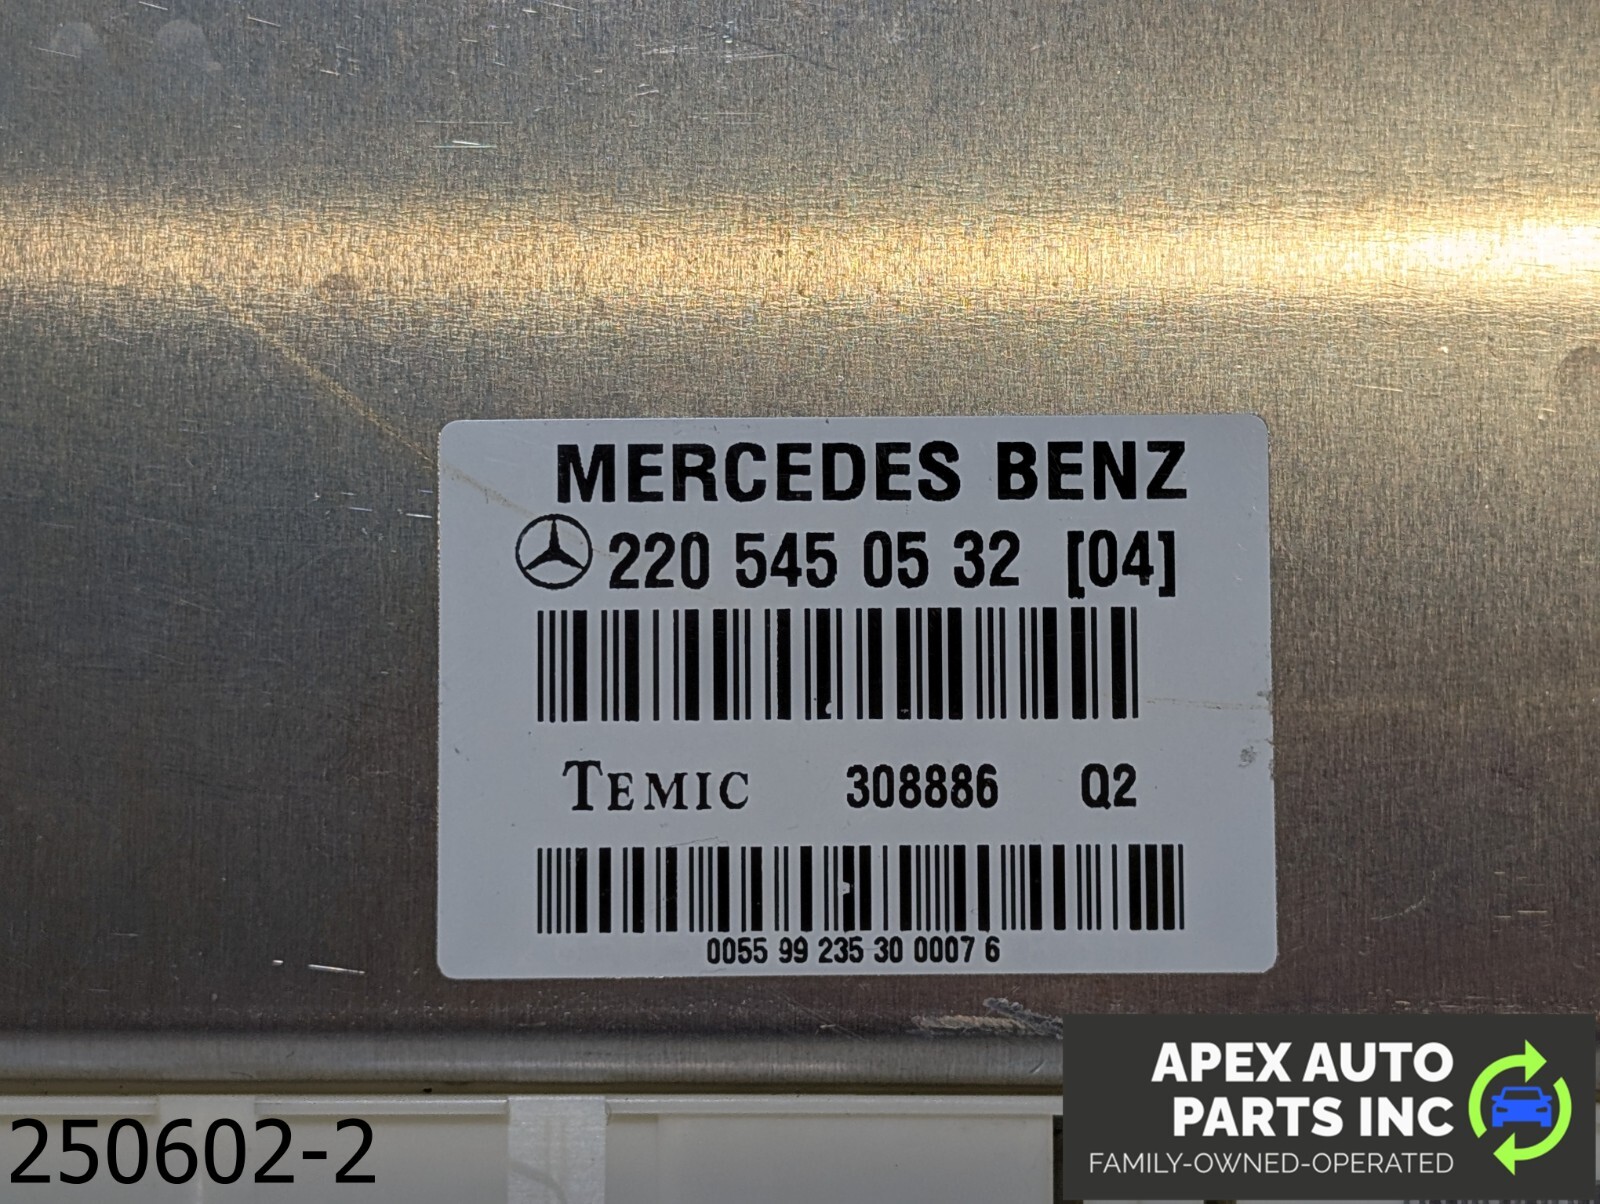 MERCEDES BENZ
220 545 05 32 [04]
TEMIC 308886 Q2
0055 99 235 30 0007 6
APEX AUTO
PARTS INC
FAMILY-OWNED-OPERATED
250602-2